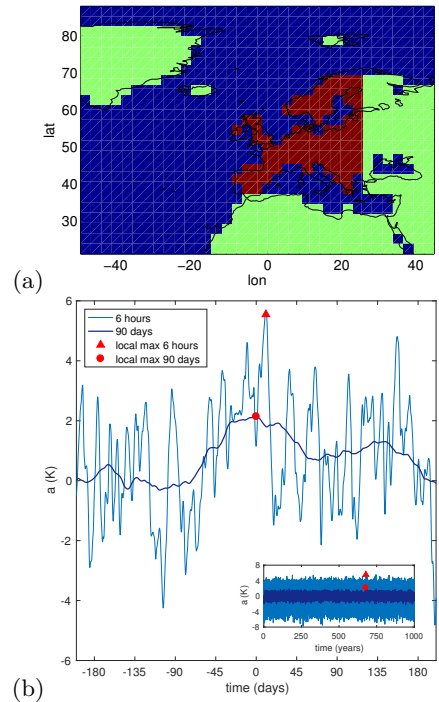 80
70
60
50
40
30
lat
−40 −20 0 20 40
lon
(a)
6
4
2
0
-2
-4
-6
a (K)
6 hours
90 days
local max 6 hours
local max 90 days
8
4
0
-4
-8
a (K)
0 250 500 750 1000
time (years)
-180 -135 -90 -45 0 45 90 135 180
time (days)
(b)